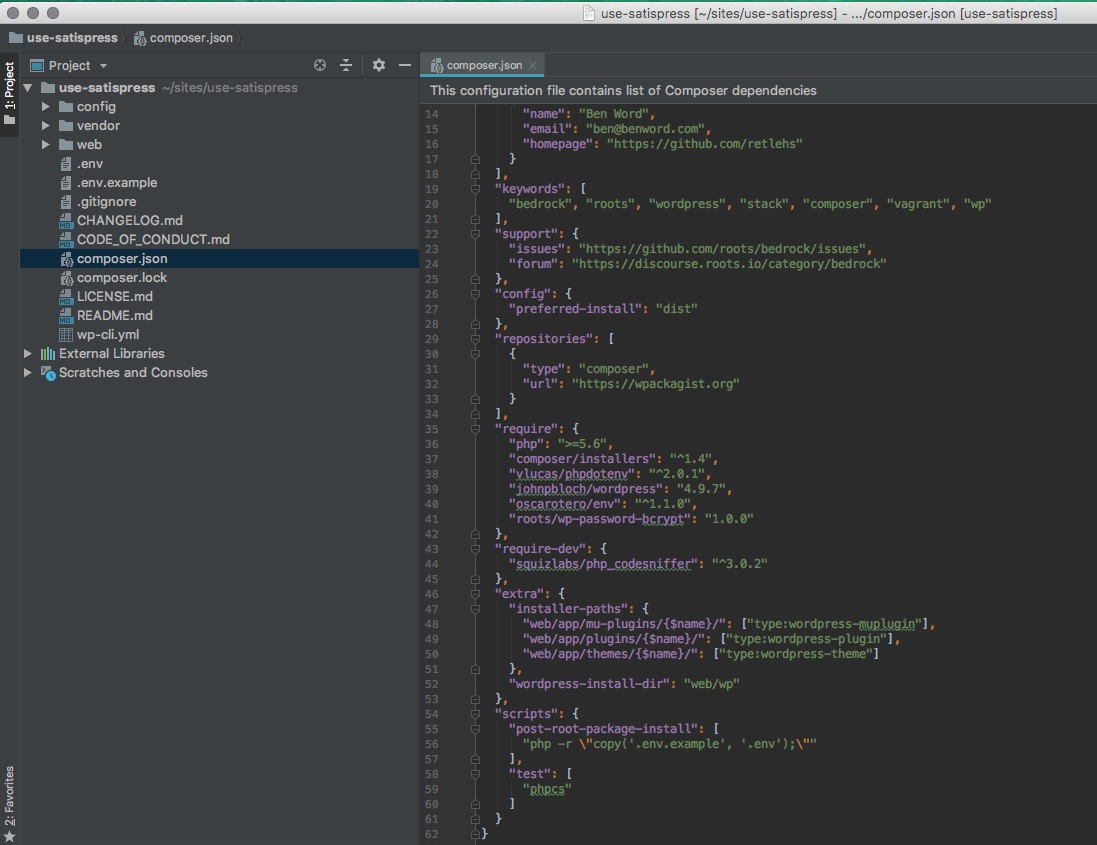 use-satispress [~/sites/use-satispress] - .../composer.json [use-satispress]
use-satispress composer.json
1: Project
Project
use-satispress ~/sites/use-satispress
config
vendor
web
.env
.env.example
.gitignore
CHANGELOG.md
CODE_OF_CONDUCT.md
composer.json
composer.lock
LICENSE.md
README.md
wp-cli.yml
External Libraries
Scratches and Consoles
2: Favorites
composer.json
This configuration file contains list of Composer dependencies
14 "name": "Ben Word",
15 "email": "ben@benword.com",
16 "homepage": "https://github.com/retlehs"
17 }
18 ],
19 "keywords": [
20 "bedrock", "roots", "wordpress", "stack", "composer", "vagrant", "wp"
21 ],
22 "support": {
23 "issues": "https://github.com/roots/bedrock/issues",
24 "forum": "https://discourse.roots.io/category/bedrock"
25 },
26 "config": {
27 "preferred-install": "dist"
28 },
29 "repositories": [
30 {
31 "type": "composer",
32 "url": "https://wpackagist.org"
33 }
34 ],
35 "require": {
36 "php": ">=5.6",
37 "composer/installers": "^1.4",
38 "vlucas/phpdotenv": "^2.0.1",
39 "johnpbloch/wordpress": "4.9.7",
40 "oscarotero/env": "^1.1.0",
41 "roots/wp-password-bcrypt": "1.0.0"
42 },
43 "require-dev": {
44 "squizlabs/php_codesniffer": "^3.0.2"
45 },
46 "extra": {
47 "installer-paths": {
48 "web/app/mu-plugins/{$name}/": ["type:wordpress-muplugin"],
49 "web/app/plugins/{$name}/": ["type:wordpress-plugin"],
50 "web/app/themes/{$name}/": ["type:wordpress-theme"]
51 },
52 "wordpress-install-dir": "web/wp"
53 },
54 "scripts": {
55 "post-root-package-install": [
56 "php -r \"copy('.env.example', '.env');\""
57 ],
58 "test": [
59 "phpcs"
60 ]
61 }
62 }